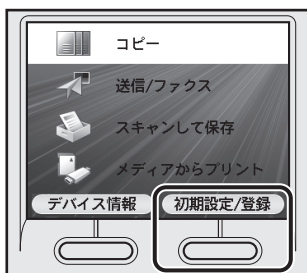 コピー
送信/ファクス
スキャンして保存
メディアからプリント
デバイス情報 初期設定/登録